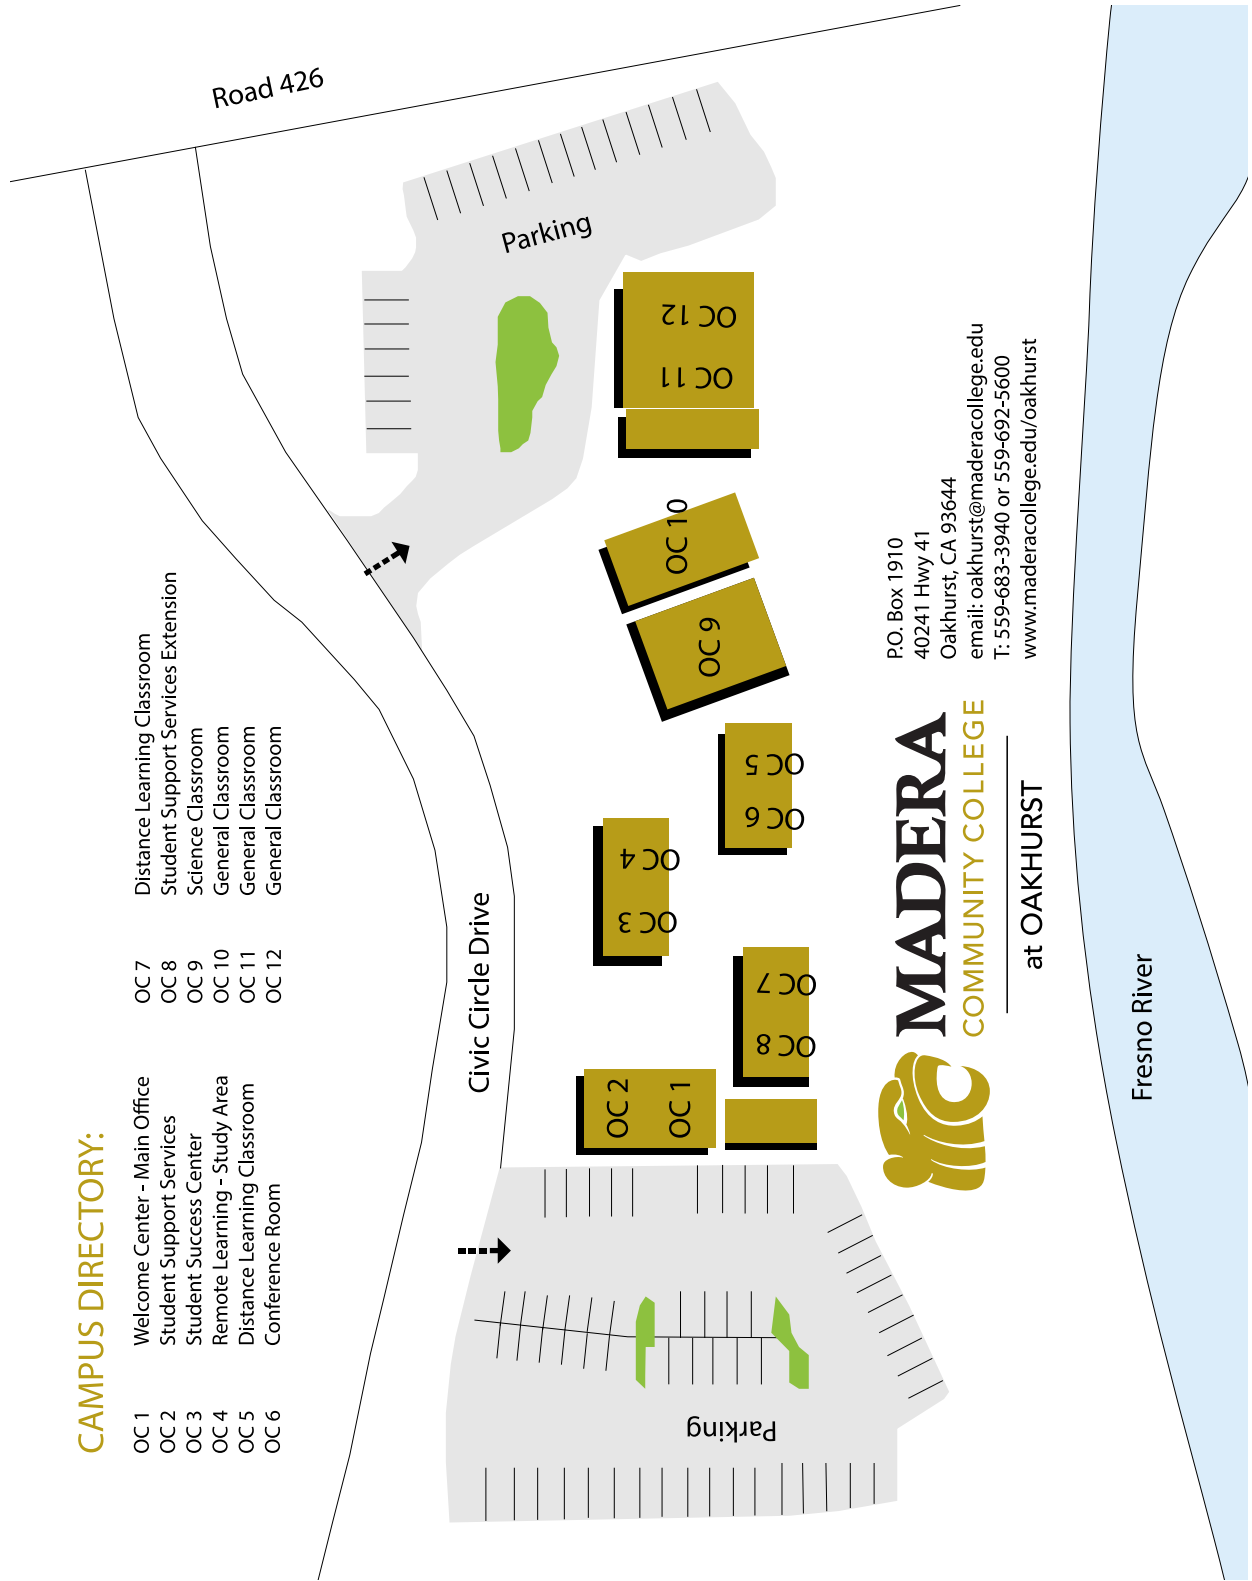 CAMPUS DIRECTORY:
OC 1 Welcome Center - Main Office
OC 2 Student Support Services
OC 3 Student Success Center
OC 4 Remote Learning - Study Area
OC 5 Distance Learning Classroom
OC 6 Conference Room
OC 7 Distance Learning Classroom
OC 8 Student Support Services Extension
OC 9 Science Classroom
OC 10 General Classroom
OC 11 General Classroom
OC 12 General Classroom
Road 426
Civic Circle Drive
Parking
Parking
OC 2
OC 1
OC 8
OC 7
OC 3
OC 4
OC 6
OC 5
OC 9
OC 10
OC 11
OC 12
MADERA
COMMUNITY COLLEGE
at OAKHURST
P.O. Box 1910
40241 Hwy 41
Oakhurst, CA 93644
email: oakhurst@maderacollege.edu
T: 559-683-3940 or 559-692-5600
www.maderacollege.edu/oakhurst
Fresno River